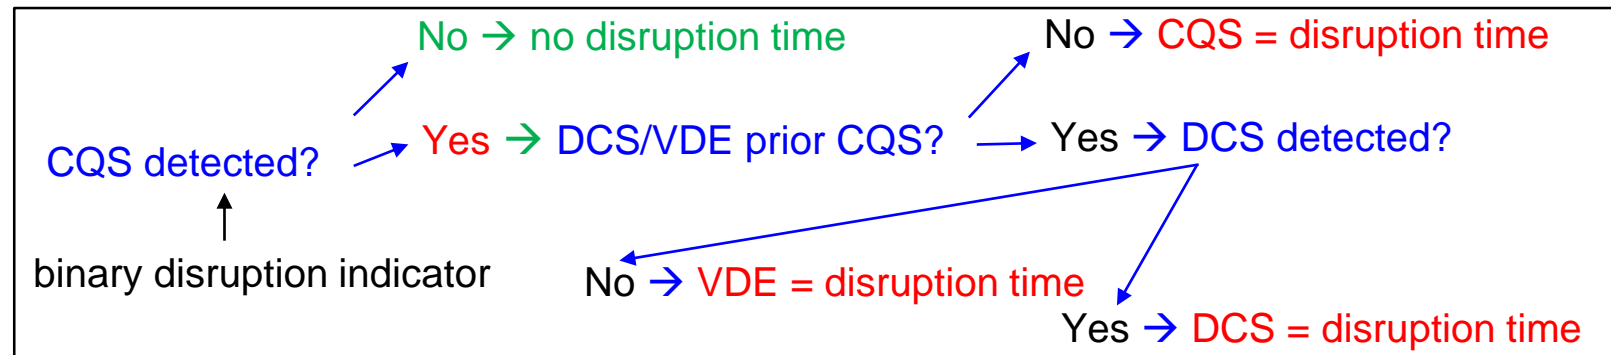 No → no disruption time
No → CQS = disruption time
CQS detected?
Yes → DCS/VDE prior CQS?
Yes → DCS detected?
binary disruption indicator
No → VDE = disruption time
Yes → DCS = disruption time